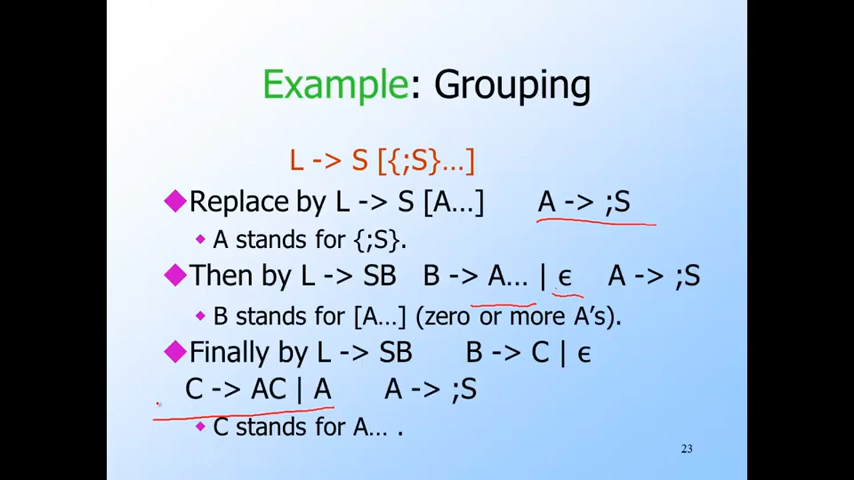 Example: Grouping
L -> S [{;S}…]
Replace by L -> S [A…] A -> ;S
A stands for {;S}.
Then by L -> SB B -> A… | ϵ A -> ;S
B stands for [A…] (zero or more A's).
Finally by L -> SB B -> C | ϵ
C -> AC | A A -> ;S
C stands for A… .
23